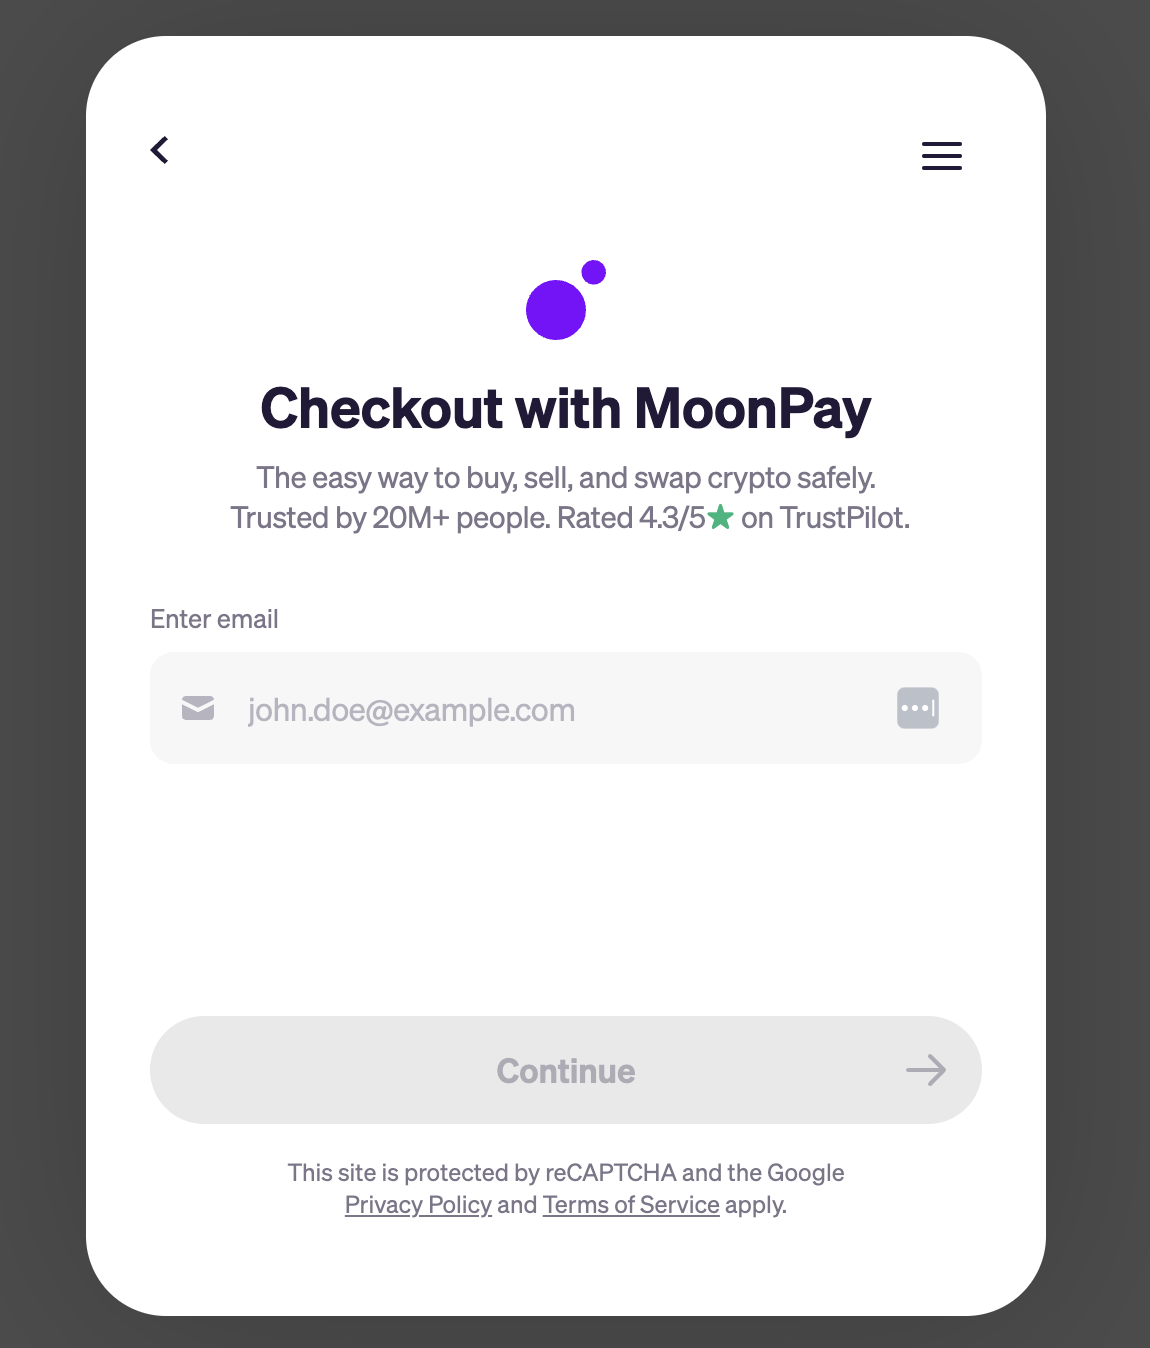 Checkout with MoonPay
The easy way to buy, sell, and swap crypto safely.
Trusted by 20M+ people. Rated 4.3/5★ on TrustPilot.
Enter email
john.doe@example.com
Continue
This site is protected by reCAPTCHA and the Google
Privacy Policy and Terms of Service apply.